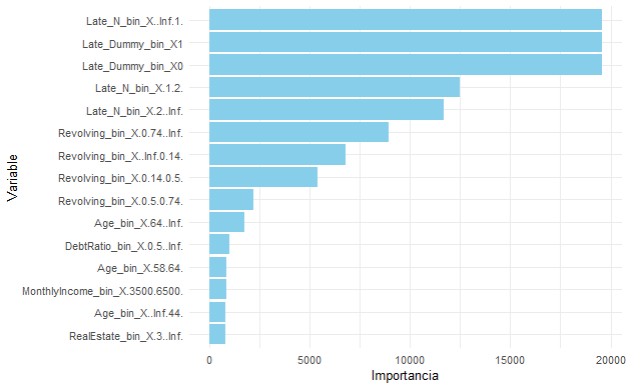 Late_N_bin_X..Inf.1.
Late_Dummy_bin_X1
Late_Dummy_bin_X0
Late_N_bin_X.1.2.
Late_N_bin_X.2..Inf.
Revolving_bin_X.0.74..Inf.
Revolving_bin_X..Inf.0.14.
Revolving_bin_X.0.14.0.5.
Revolving_bin_X.0.5.0.74.
Age_bin_X.64..Inf.
DebtRatio_bin_X.0.5..Inf.
Age_bin_X.58.64.
MonthlyIncome_bin_X.3500.6500.
Age_bin_X..Inf.44.
RealEstate_bin_X.3..Inf.
Variable
0 5000 10000 15000 20000
Importancia